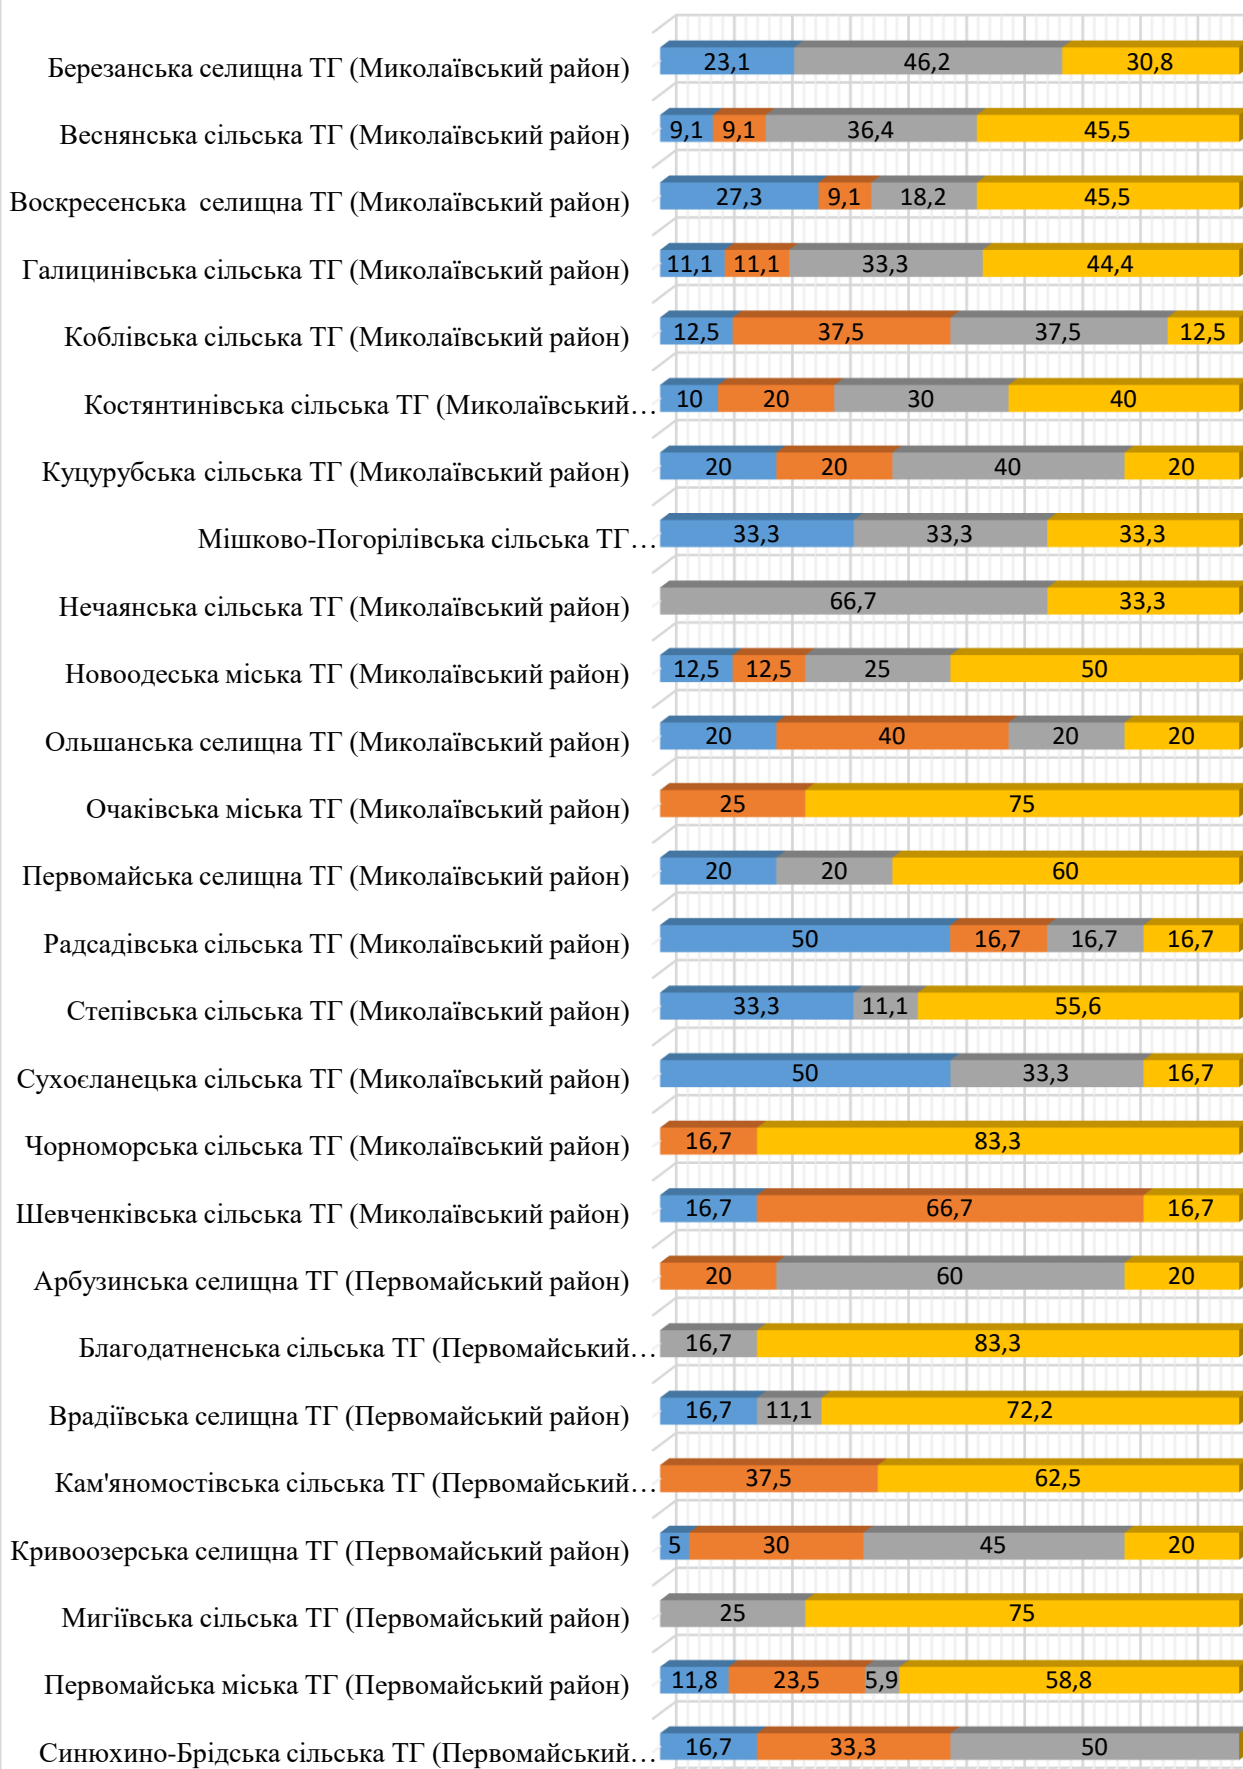 Березанська селищна ТГ (Миколаївський район) 23,1 46,2 30,8
Веснянська сільська ТГ (Миколаївський район) 9,1 9,1 36,4 45,5
Воскресенська селищна ТГ (Миколаївський район) 27,3 9,1 18,2 45,5
Галицинівська сільська ТГ (Миколаївський район) 11,1 11,1 33,3 44,4
Коблівська сільська ТГ (Миколаївський район) 12,5 37,5 37,5 12,5
Костянтинівська сільська ТГ (Миколаївський… 10 20 30 40
Куцурубська сільська ТГ (Миколаївський район) 20 20 40 20
Мішково-Погорілівська сільська ТГ… 33,3 33,3 33,3
Нечаянська сільська ТГ (Миколаївський район) 66,7 33,3
Новоодеська міська ТГ (Миколаївський район) 12,5 12,5 25 50
Ольшанська селищна ТГ (Миколаївський район) 20 40 20 20
Очаківська міська ТГ (Миколаївський район) 25 75
Первомайська селищна ТГ (Миколаївський район) 20 20 60
Радсадівська сільська ТГ (Миколаївський район) 50 16,7 16,7 16,7
Степівська сільська ТГ (Миколаївський район) 33,3 11,1 55,6
Сухоєланецька сільська ТГ (Миколаївський район) 50 33,3 16,7
Чорноморська сільська ТГ (Миколаївський район) 16,7 83,3
Шевченківська сільська ТГ (Миколаївський район) 16,7 66,7 16,7
Арбузинська селищна ТГ (Первомайський район) 20 60 20
Благодатненська сільська ТГ (Первомайський… 16,7 83,3
Врадіївська селищна ТГ (Первомайський район) 16,7 11,1 72,2
Кам'яномостівська сільська ТГ (Первомайський… 37,5 62,5
Кривоозерська селищна ТГ (Первомайський район) 5 30 45 20
Мигіївська сільська ТГ (Первомайський район) 25 75
Первомайська міська ТГ (Первомайський район) 11,8 23,5 5,9 58,8
Синюхино-Брідська сільська ТГ (Первомайський… 16,7 33,3 50